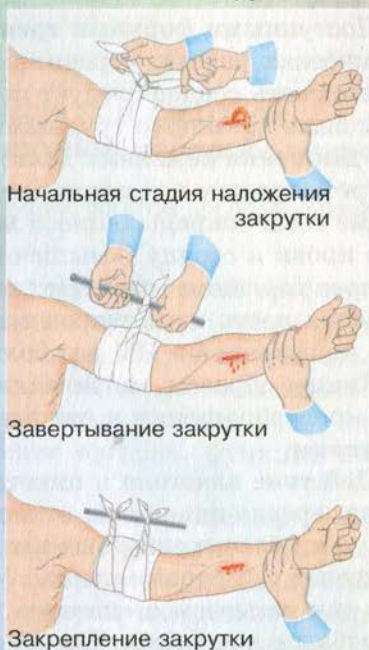 Начальная стадия наложения
закрутки
Завертывание закрутки
Закрепление закрутки